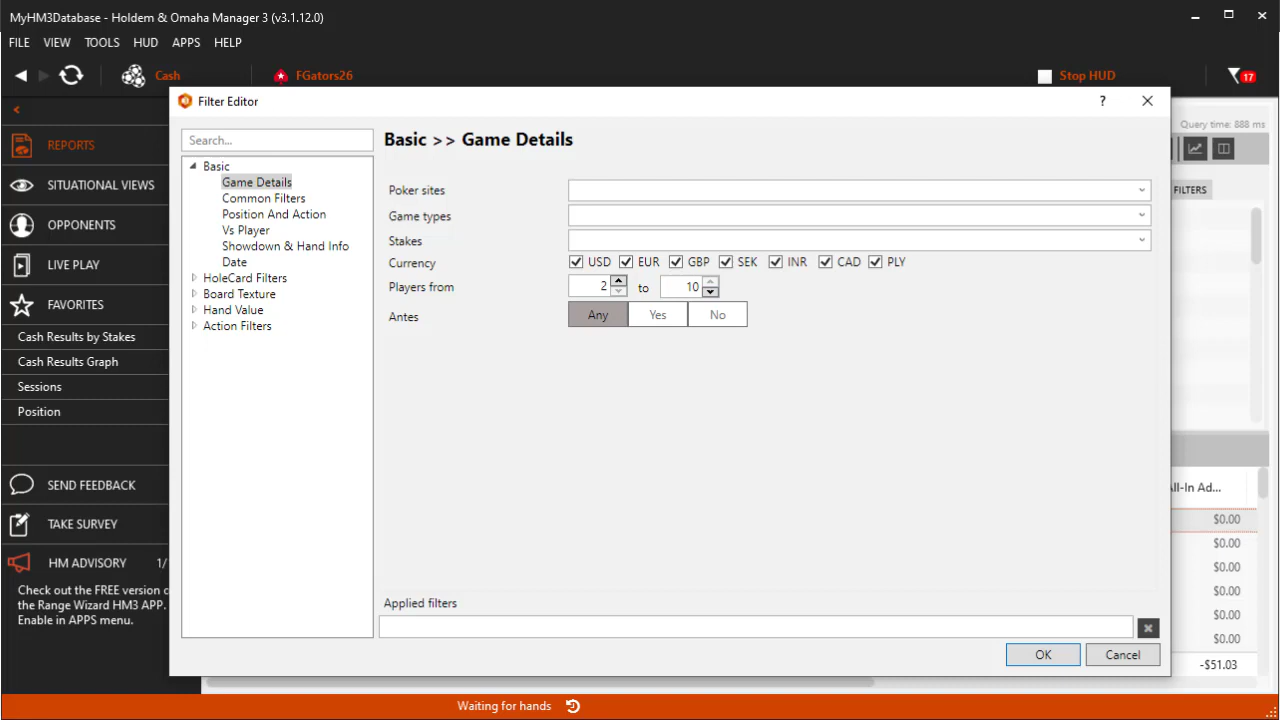 MyHM3Database - Holdem & Omaha Manager 3 (v3.1.12.0)
FILE VIEW TOOLS HUD APPS HELP
Cash FGators26 Stop HUD 17
Filter Editor ?
Query time: 888 ms
Search...
Basic >> Game Details
REPORTS
SITUATIONAL VIEWS
OPPONENTS
LIVE PLAY
FAVORITES
Cash Results by Stakes
Cash Results Graph
Sessions
Position
SEND FEEDBACK
TAKE SURVEY
HM ADVISORY 1/
Check out the FREE version
the Range Wizard HM3 APP.
Enable in APPS menu.
Basic
Game Details
Common Filters
Position And Action
Vs Player
Showdown & Hand Info
Date
HoleCard Filters
Board Texture
Hand Value
Action Filters
Poker sites
Game types
Stakes
Currency USD EUR GBP SEK INR CAD PLY
Players from 2 to 10
Antes Any Yes No
Applied filters
OK Cancel
FILTERS
All-In Ad...
$0.00
$0.00
$0.00
$0.00
$0.00
$0.00
-$51.03
Waiting for hands